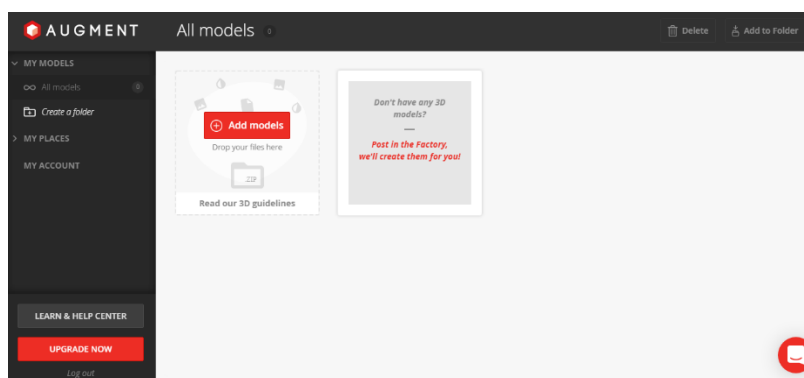 AUGMENT
All models 0
Delete
Add to Folder
MY MODELS
All models 0
Create a folder
MY PLACES
MY ACCOUNT
LEARN & HELP CENTER
UPGRADE NOW
Log out
Add models
Drop your files here
.ZIP
Read our 3D guidelines
Don't have any 3D
models?
Post in the Factory,
we'll create them for you!